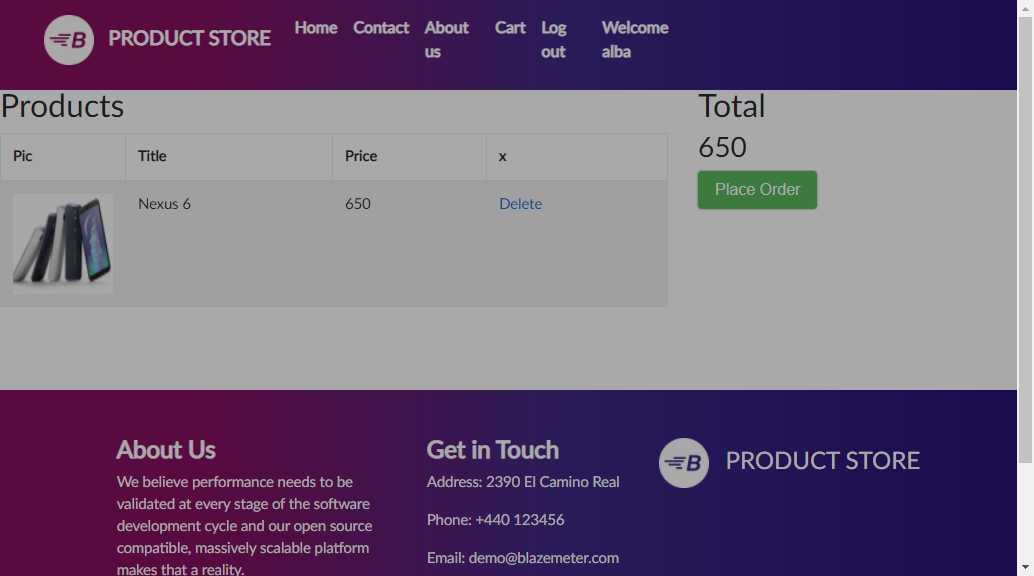 B PRODUCT STORE Home Contact About us Cart Log out Welcome alba
Products
Total
Pic Title Price x
650
Nexus 6 650 Delete
Place Order
About Us
We believe performance needs to be
validated at every stage of the software
development cycle and our open source
compatible, massively scalable platform
makes that a reality.
Get in Touch
Address: 2390 El Camino Real
Phone: +440 123456
Email: demo@blazemeter.com
B PRODUCT STORE